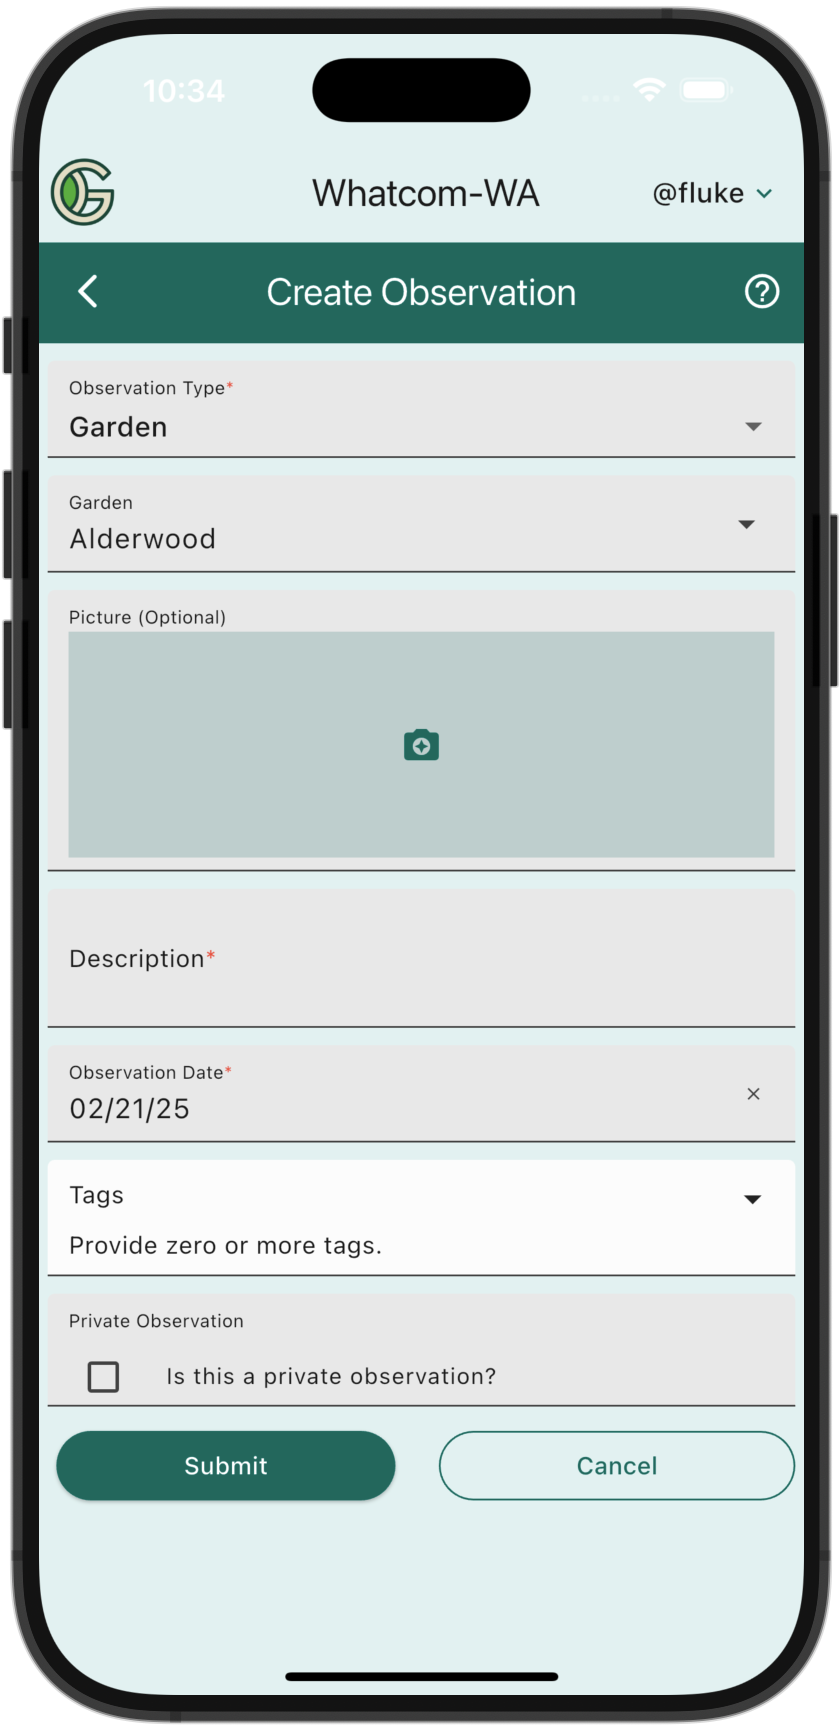 10:34
Whatcom-WA
@fluke
Create Observation
Observation Type*
Garden
Garden
Alderwood
Picture (Optional)
Description*
Observation Date*
02/21/25
Tags
Provide zero or more tags.
Private Observation
Is this a private observation?
Submit
Cancel